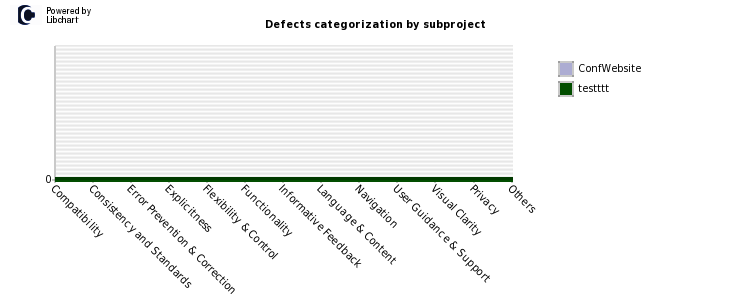 Powered by
Libchart
Defects categorization by subproject
ConfWebsite
testttt
0
Compatibility
Consistency and Standards
Error Prevention & Correction
Explicitness
Flexibility & Control
Functionality
Informative Feedback
Language & Content
Navigation
User Guidance & Support
Visual Clarity
Privacy
Others